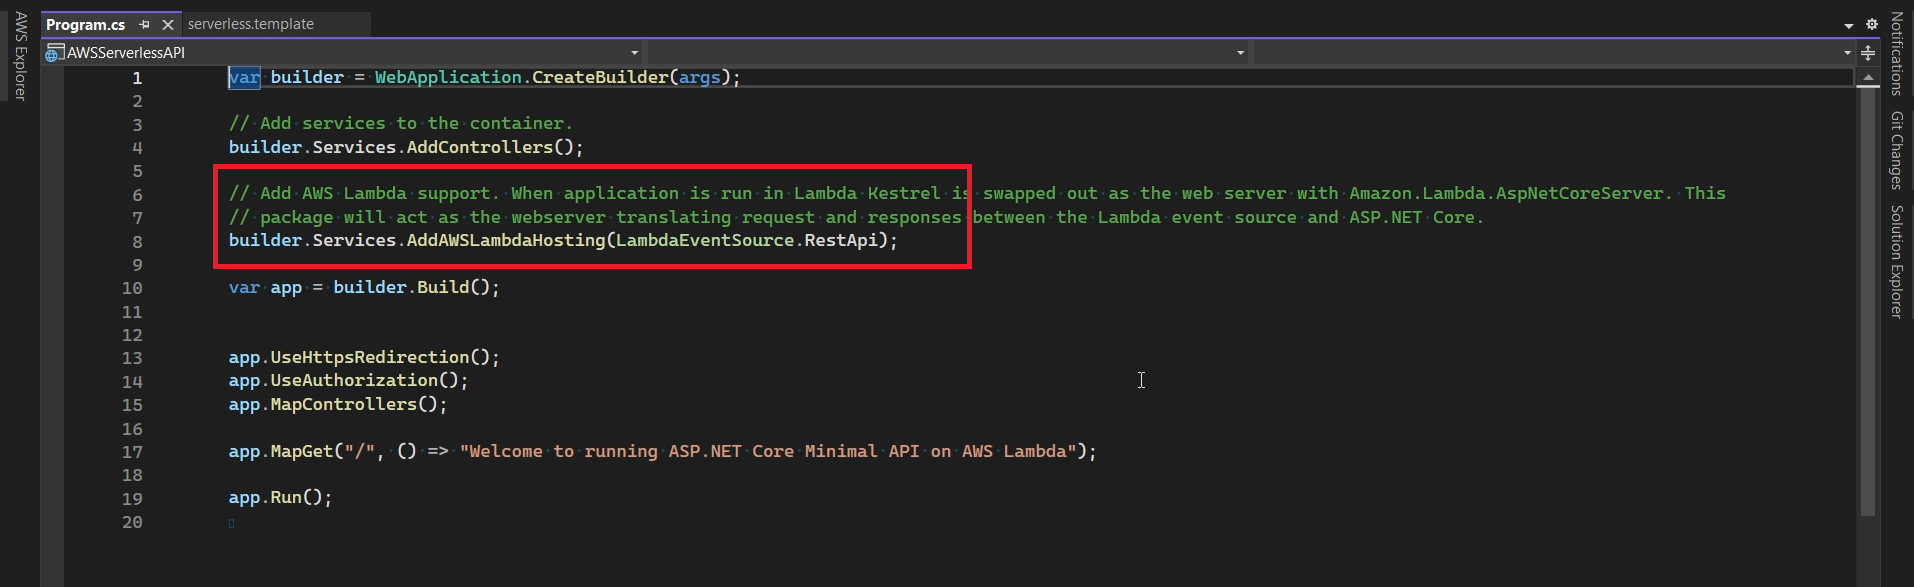 AWS Explorer
Program.cs
serverless.template
AWSServerlessAPI
1 var builder = WebApplication.CreateBuilder(args);
2
3 // Add services to the container.
4 builder.Services.AddControllers();
5
6 // Add AWS Lambda support. When application is run in Lambda Kestrel is swapped out as the web server with Amazon.Lambda.AspNetCoreServer. This
7 // package will act as the webserver translating request and responses between the Lambda event source and ASP.NET Core.
8 builder.Services.AddAWSLambdaHosting(LambdaEventSource.RestApi);
9
10 var app = builder.Build();
11
12
13 app.UseHttpsRedirection();
14 app.UseAuthorization();
15 app.MapControllers();
16
17 app.MapGet("/", () => "Welcome to running ASP.NET Core Minimal API on AWS Lambda");
18
19 app.Run();
20
Notifications
Git Changes
Solution Explorer